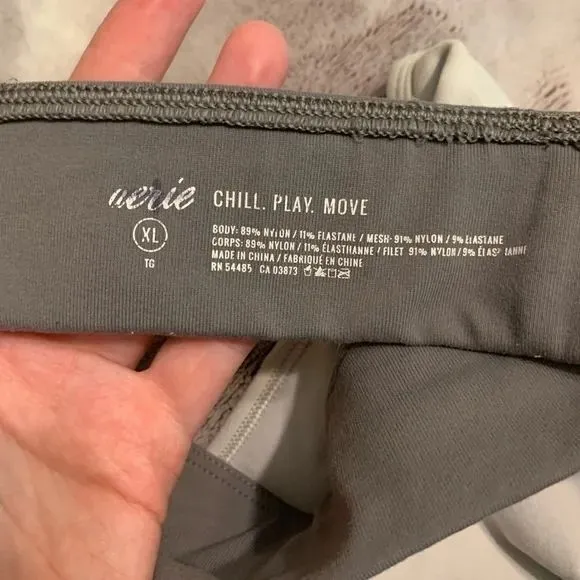 aerie CHILL. PLAY. MOVE
XL
TG
BODY: 89% NYLON / 11% ELASTANE / MESH: 91% NYLON / 9% ELASTANE
CORPS: 89% NYLON / 11% ÉLASTHANNE / FILET 91% NYLON / 9% ÉLASTHANNE
MADE IN CHINA / FABRIQUÉ EN CHINE
RN 54485 CA 03873